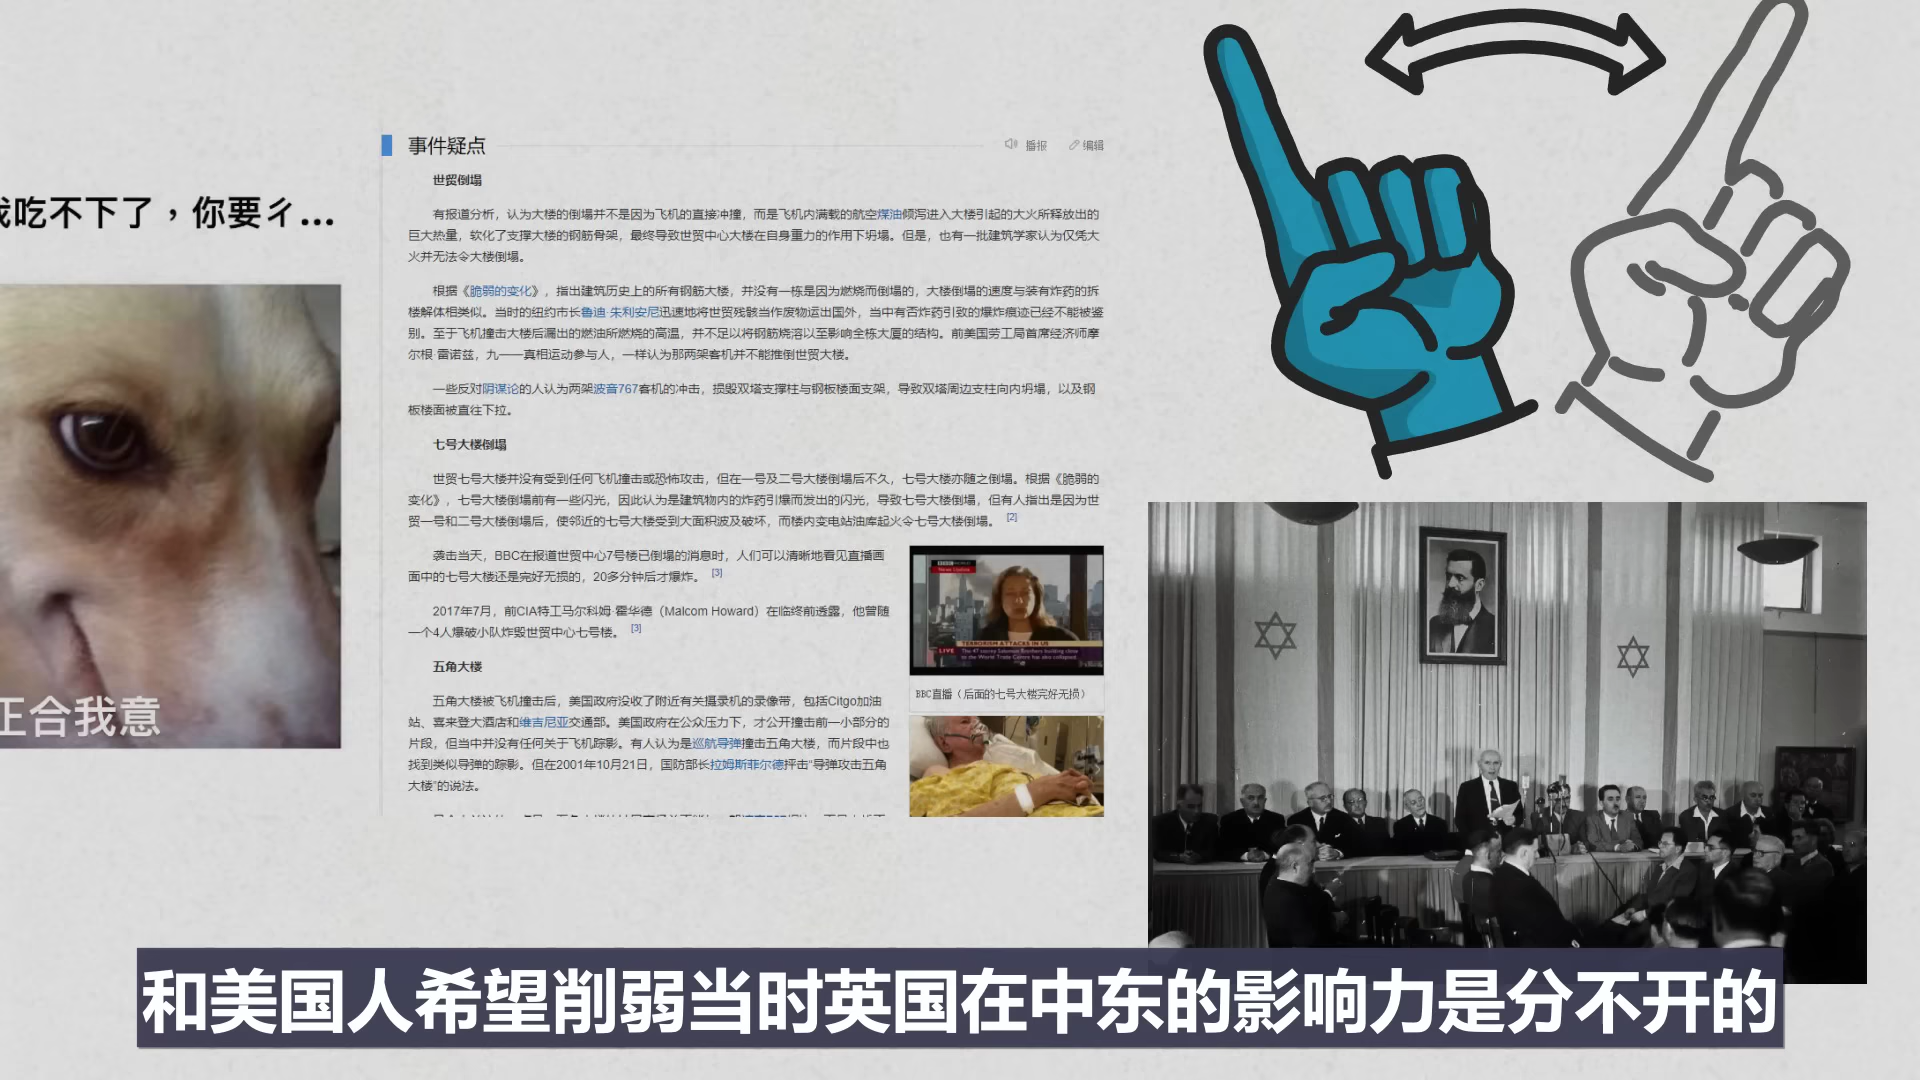 我吃不下了，你要ㄔ...
正合我意
事件疑点
播报 编辑
世贸倒塌
有报道分析，认为大楼的倒塌并不是因为飞机的直接冲撞，而是飞机内满载的航空煤油倾泻进入大楼引起的大火所释放出的
巨大热量，软化了支撑大楼的钢筋骨架，最终导致世贸中心大楼在自身重力的作用下坍塌。但是，也有一批建筑学家认为仅凭大
火并无法令大楼倒塌。
根据《脆弱的变化》，指出建筑历史上的所有钢筋大楼，并没有一栋是因为燃烧而倒塌的，大楼倒塌的速度与装有炸药的拆
楼解体相类似。当时的纽约市长鲁迪·朱利安尼迅速地将世贸残骸当作废物运出国外，当中有否炸药引致的爆炸痕迹已经不能被鉴
别。至于飞机撞击大楼后漏出的燃油所燃烧的高温，并不足以将钢筋烧溶以至影响全栋大厦的结构。前美国劳工局首席经济师摩
尔根·雷诺兹，九一一真相运动参与人，一样认为那两架客机并不能推倒世贸大楼。
一些反对阴谋论的人认为两架波音767客机的冲击，损毁双塔支撑柱与钢板楼面支架，导致双塔周边支柱向内坍塌，以及钢
板楼面被直往下拉。
七号大楼倒塌
世贸七号大楼并没有受到任何飞机撞击或恐怖攻击，但在一号及二号大楼倒塌后不久，七号大楼亦随之倒塌。根据《脆弱的
变化》，七号大楼倒塌前有一些闪光，因此认为是建筑物内的炸药引爆而发出的闪光，导致七号大楼倒塌，但有人指出是因为世
贸一号和二号大楼倒塌后，使邻近的七号大楼受到大面积波及破坏，而楼内变电站油库起火令七号大楼倒塌。 [2]
袭击当天，BBC在报道世贸中心7号楼已倒塌的消息时，人们可以清晰地看见直播画
面中的七号大楼还是完好无损的，20多分钟后才爆炸。 [3]
2017年7月，前CIA特工马尔科姆·霍华德（Malcom Howard）在临终前透露，他曾随
一个4人爆破小队炸毁世贸中心七号楼。 [3]
五角大楼
五角大楼被飞机撞击后，美国政府没收了附近有关摄录机的录像带，包括Citgo加油
站、喜来登大酒店和维吉尼亚交通部。美国政府在公众压力下，才公开撞击前一小部分的
片段，但当中并没有任何关于飞机踪影。有人认为是巡航导弹撞击五角大楼，而片段中也
找到类似导弹的踪影。但在2001年10月21日，国防部长拉姆斯菲尔德抨击“导弹攻击五角
大楼”的说法。
TERRORISM ATTACKS IN US
LIVE
The 47 storey Salomon Brothers building close
to the World Trade Centre has also collapsed
BBC直播（后面的七号大楼完好无损）
和美国人希望削弱当时英国在中东的影响力是分不开的